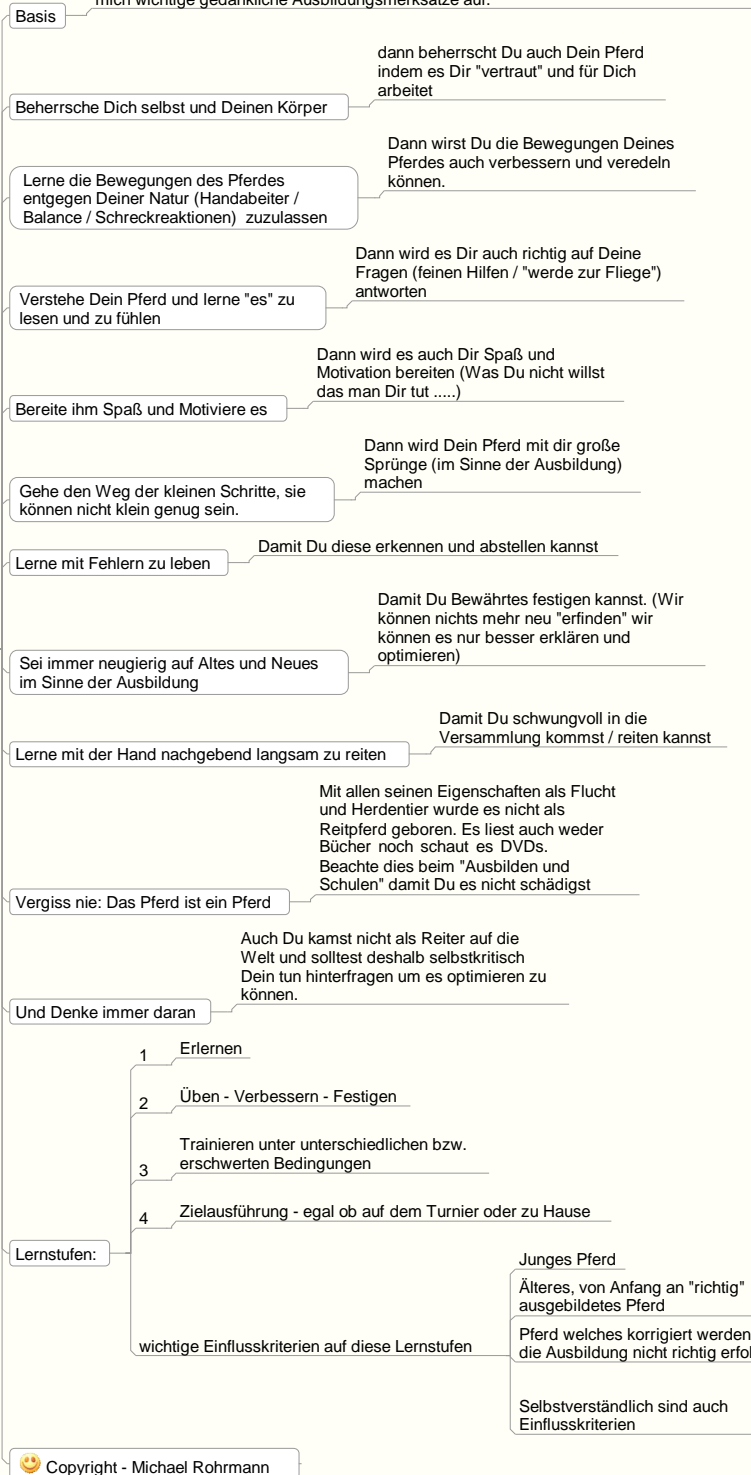 mich wichtige gedankliche Ausbildungsmerksätze auf.
Basis
dann beherrscht Du auch Dein Pferd
indem es Dir "vertraut" und für Dich
arbeitet
Beherrsche Dich selbst und Deinen Körper
Dann wirst Du die Bewegungen Deines
Pferdes auch verbessern und veredeln
können.
Lerne die Bewegungen des Pferdes
entgegen Deiner Natur (Handabeiter /
Balance / Schreckreaktionen) zuzulassen
Dann wird es Dir auch richtig auf Deine
Fragen (feinen Hilfen / "werde zur Fliege")
antworten
Verstehe Dein Pferd und lerne "es" zu
lesen und zu fühlen
Dann wird es auch Dir Spaß und
Motivation bereiten (Was Du nicht willst
das man Dir tut .....)
Bereite ihm Spaß und Motiviere es
Dann wird Dein Pferd mit dir große
Sprünge (im Sinne der Ausbildung)
machen
Gehe den Weg der kleinen Schritte, sie
können nicht klein genug sein.
Damit Du diese erkennen und abstellen kannst
Lerne mit Fehlern zu leben
Damit Du Bewährtes festigen kannst. (Wir
können nichts mehr neu "erfinden" wir
können es nur besser erklären und
optimieren)
Sei immer neugierig auf Altes und Neues
im Sinne der Ausbildung
Damit Du schwungvoll in die
Versammlung kommst / reiten kannst
Lerne mit der Hand nachgebend langsam zu reiten
Mit allen seinen Eigenschaften als Flucht
und Herdentier wurde es nicht als
Reitpferd geboren. Es liest auch weder
Bücher noch schaut es DVDs.
Beachte dies beim "Ausbilden und
Schulen" damit Du es nicht schädigst
Vergiss nie: Das Pferd ist ein Pferd
Auch Du kamst nicht als Reiter auf die
Welt und solltest deshalb selbstkritisch
Dein tun hinterfragen um es optimieren zu
können.
Und Denke immer daran
1 Erlernen
2 Üben - Verbessern - Festigen
Trainieren unter unterschiedlichen bzw.
3 erschwerten Bedingungen
4 Zielausführung - egal ob auf dem Turnier oder zu Hause
Lernstufen:
Junges Pferd
Älteres, von Anfang an "richtig"
ausgebildetes Pferd
Pferd welches korrigiert werden
die Ausbildung nicht richtig
wichtige Einflusskriterien auf diese Lernstufen
Selbstverständlich sind auch
Einflusskriterien
Copyright - Michael Rohrmann